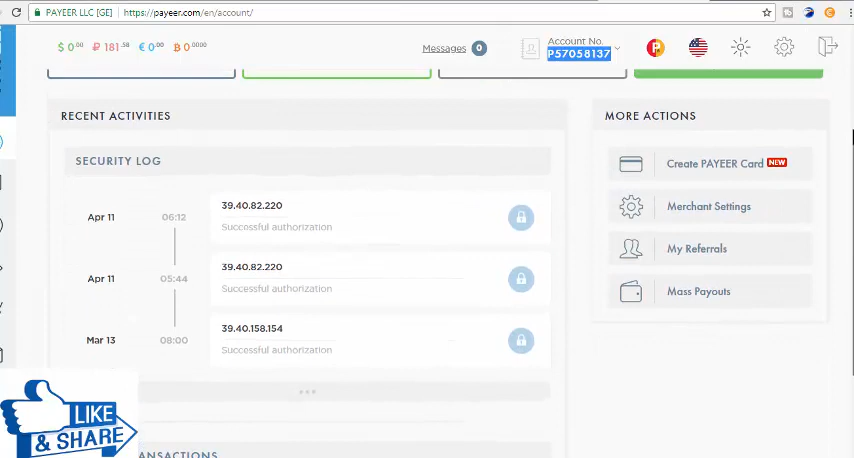 PAYEER LLC [GE] | https://payeer.com/en/account/
$ 0.00 ₽ 181.58 € 0.00 ₿ 0.0000
Messages 0
Account No.
P57058137
RECENT ACTIVITIES
SECURITY LOG
Apr 11 06:12 39.40.82.220
Successful authorization
Apr 11 05:44 39.40.82.220
Successful authorization
Mar 13 08:00 39.40.158.154
Successful authorization
MORE ACTIONS
Create PAYEER Card NEW
Merchant Settings
My Referrals
Mass Payouts
LIKE
& SHARE
ANSACTIONS